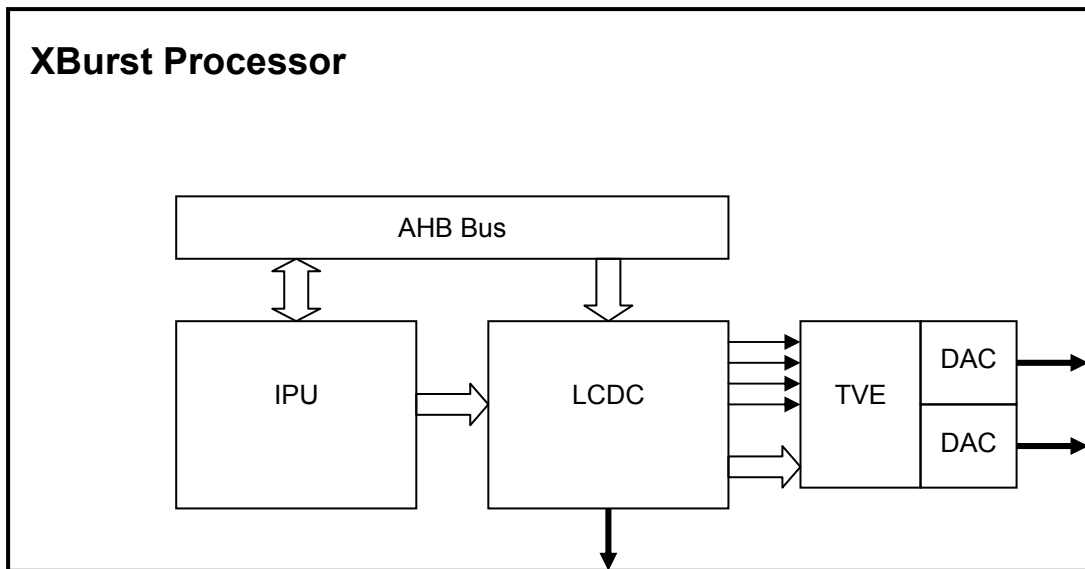 XBurst Processor
AHB Bus
IPU
LCDC
TVE
DAC
DAC